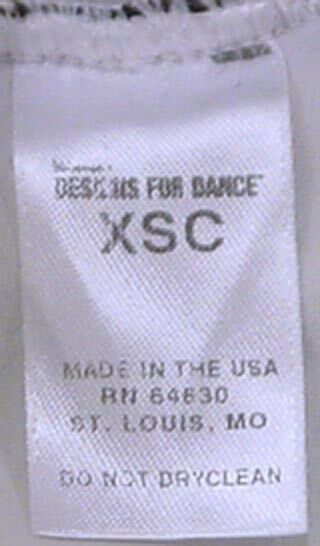 DESIGNS FOR DANCE
XSC
MADE IN THE USA
RN 64630
ST. LOUIS, MO
DO NOT DRYCLEAN